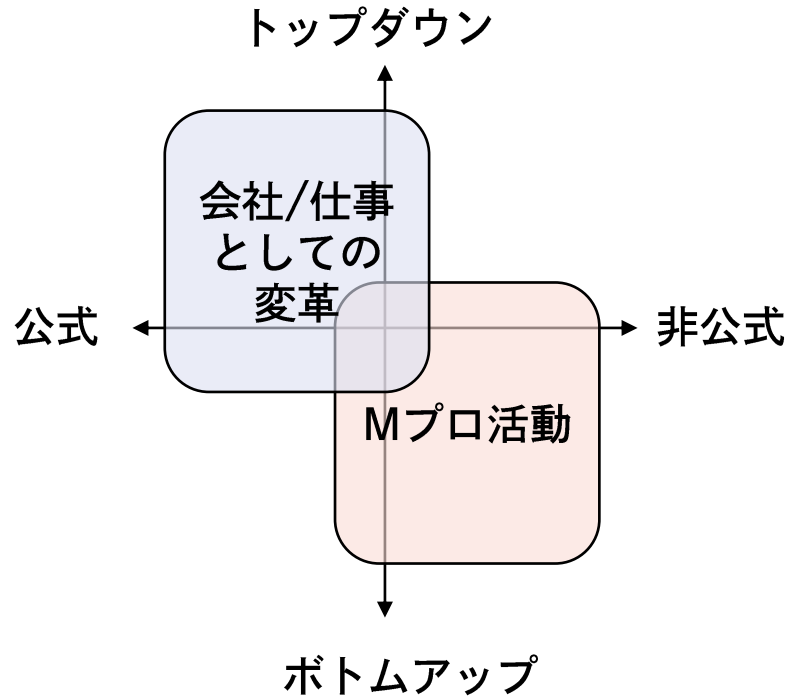 トップダウン
会社/仕事
としての
変革
公式
非公式
Mプロ活動
ボトムアップ